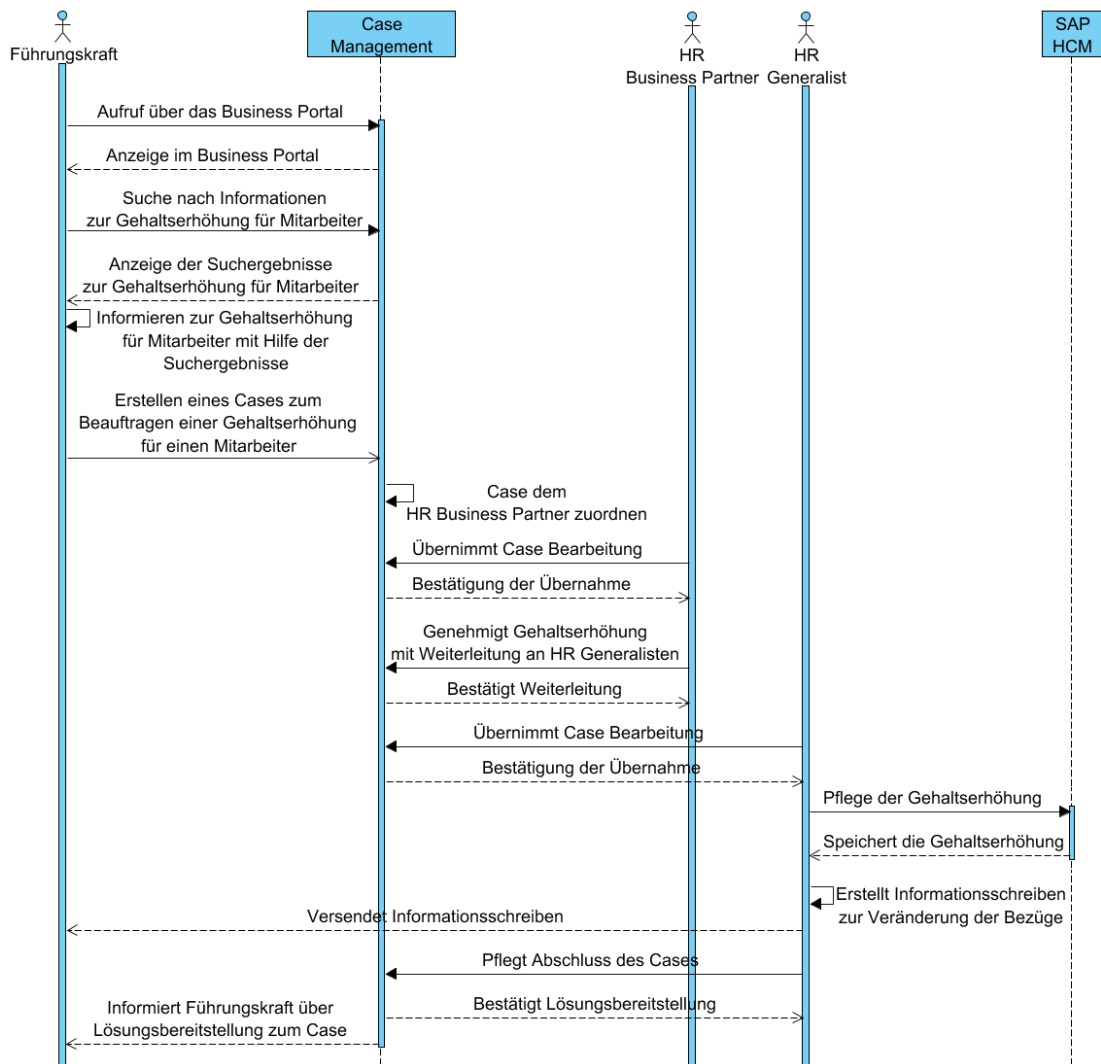 Führungskraft
Case
Management
HR
Business Partner
HR
Generalist
SAP
HCM
Aufruf über das Business Portal
Anzeige im Business Portal
Suche nach Informationen
zur Gehaltserhöhung für Mitarbeiter
Anzeige der Suchergebnisse
zur Gehaltserhöhung für Mitarbeiter
Informieren zur Gehaltserhöhung
für Mitarbeiter mit Hilfe der
Suchergebnisse
Erstellen eines Cases zum
Beauftragen einer Gehaltserhöhung
für einen Mitarbeiter
Case dem
HR Business Partner zuordnen
Übernimmt Case Bearbeitung
Bestätigung der Übernahme
Genehmigt Gehaltserhöhung
mit Weiterleitung an HR Generalisten
Bestätigt Weiterleitung
Übernimmt Case Bearbeitung
Bestätigung der Übernahme
Pflege der Gehaltserhöhung
Speichert die Gehaltserhöhung
Erstellt Informationsschreiben
zur Veränderung der Bezüge
Versendet Informationsschreiben
Pflegt Abschluss des Cases
Bestätigt Lösungsbereitstellung
Informiert Führungskraft über
Lösungsbereitstellung zum Case